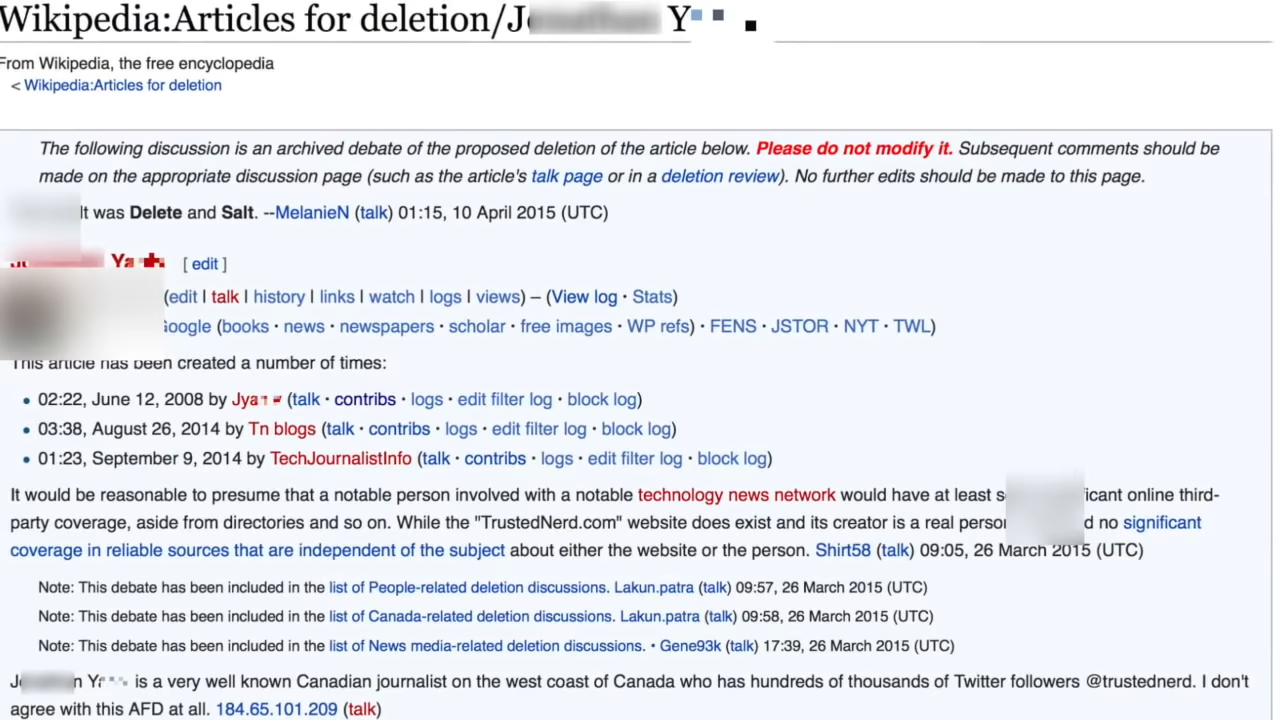 Wikipedia:Articles for deletion/J Y
From Wikipedia, the free encyclopedia
< Wikipedia:Articles for deletion
The following discussion is an archived debate of the proposed deletion of the article below. Please do not modify it. Subsequent comments should be
made on the appropriate discussion page (such as the article's talk page or in a deletion review). No further edits should be made to this page.
lt was Delete and Salt. --MelanieN (talk) 01:15, 10 April 2015 (UTC)
[ edit ]
(edit | talk | history | links | watch | logs | views) – (View log · Stats)
(books · news · newspapers · scholar · free images · WP refs) · FENS · JSTOR · NYT · TWL)
This article has been created a number of times:
• 02:22, June 12, 2008 by (talk · contribs · logs · edit filter log · block log)
• 03:38, August 26, 2014 by Tn blogs (talk · contribs · logs · edit filter log · block log)
• 01:23, September 9, 2014 by TechJournalistInfo (talk · contribs · logs · edit filter log · block log)
It would be reasonable to presume that a notable person involved with a notable technology news network would have at least online third-
party coverage, aside from directories and so on. While the "TrustedNerd.com" website does exist and its creator is a real no significant
coverage in reliable sources that are independent of the subject about either the website or the person. Shirt58 (talk) 09:05, 26 March 2015 (UTC)
Note: This debate has been included in the list of People-related deletion discussions. Lakun.patra (talk) 09:57, 26 March 2015 (UTC)
Note: This debate has been included in the list of Canada-related deletion discussions. Lakun.patra (talk) 09:58, 26 March 2015 (UTC)
Note: This debate has been included in the list of News media-related deletion discussions. • Gene93k (talk) 17:39, 26 March 2015 (UTC)
is a very well known Canadian journalist on the west coast of Canada who has hundreds of thousands of Twitter followers @trustednerd. I don't
agree with this AFD at all. 184.65.101.209 (talk)